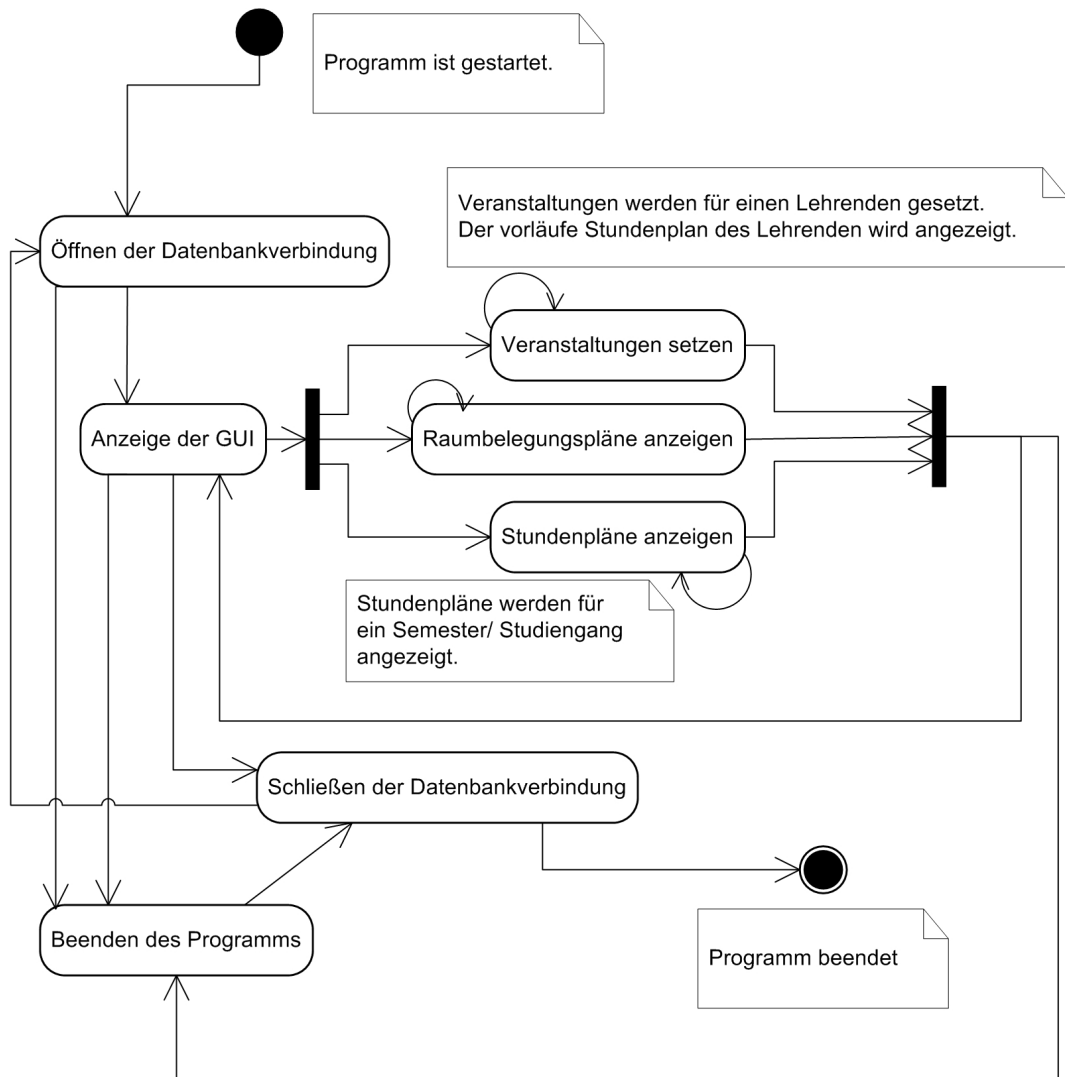 Programm ist gestartet.
Veranstaltungen werden für einen Lehrenden gesetzt.
Der vorläufe Stundenplan des Lehrenden wird angezeigt.
Öffnen der Datenbankverbindung
Veranstaltungen setzen
Anzeige der GUI
Raumbelegungspläne anzeigen
Stundenpläne anzeigen
Stundenpläne werden für
ein Semester/ Studiengang
angezeigt.
Schließen der Datenbankverbindung
Beenden des Programms
Programm beendet